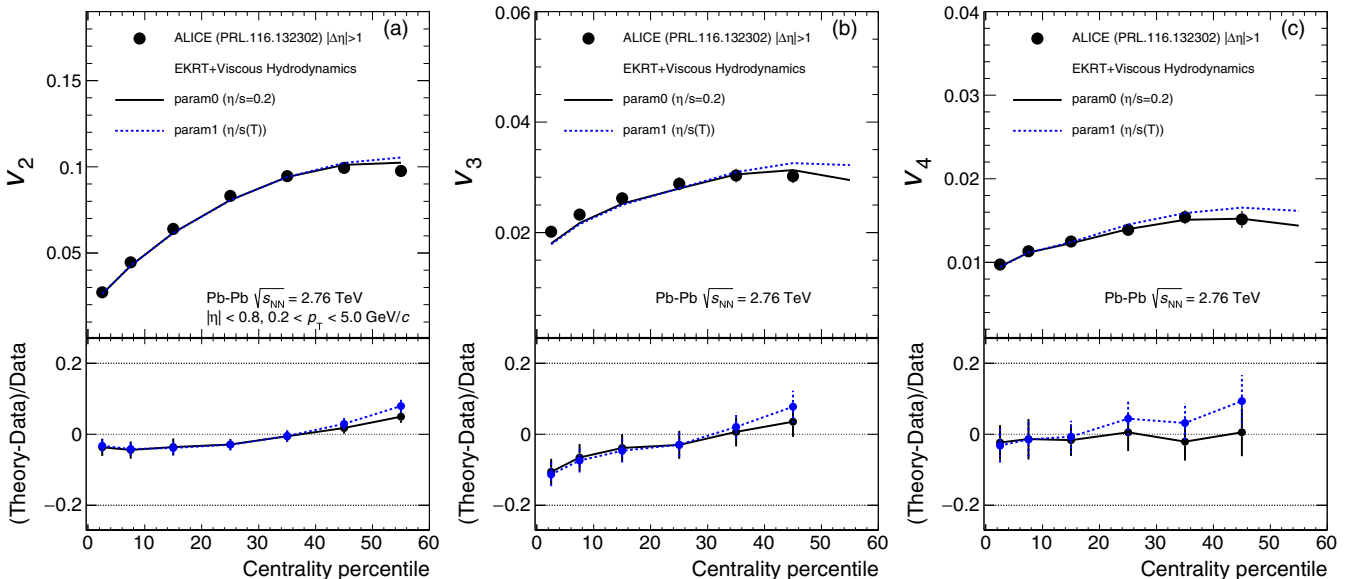 (a)
0.15
ALICE (PRL.116.132302) |Δη|>1
EKRT+Viscous Hydrodynamics
param0 (η/s=0.2)
param1 (η/s(T))
v2
0.1
0.05
Pb-Pb √sNN = 2.76 TeV
|η| < 0.8, 0.2 < pT < 5.0 GeV/c
(Theory-Data)/Data
0.2
0
−0.2
0 10 20 30 40 50 60
Centrality percentile
(b)
0.06
ALICE (PRL.116.132302) |Δη|>1
EKRT+Viscous Hydrodynamics
param0 (η/s=0.2)
param1 (η/s(T))
v3
0.04
0.02
Pb-Pb √sNN = 2.76 TeV
(Theory-Data)/Data
0.2
0
−0.2
0 10 20 30 40 50 60
Centrality percentile
(c)
0.04
ALICE (PRL.116.132302) |Δη|>1
EKRT+Viscous Hydrodynamics
param0 (η/s=0.2)
param1 (η/s(T))
v4
0.03
0.02
0.01
Pb-Pb √sNN = 2.76 TeV
(Theory-Data)/Data
0.2
0
−0.2
0 10 20 30 40 50 60
Centrality percentile